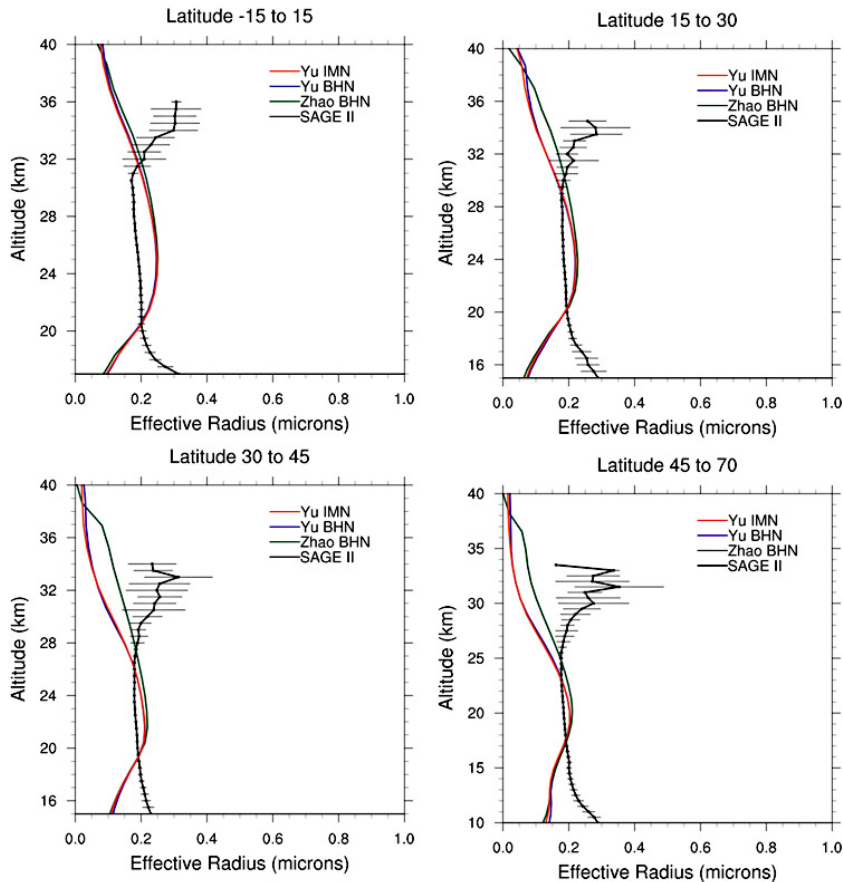 Latitude -15 to 15
40
36
32
28
24
20
Altitude (km)
Yu IMN
Yu BHN
Zhao BHN
SAGE II
0.0 0.2 0.4 0.6 0.8 1.0
Effective Radius (microns)
Latitude 15 to 30
40
36
32
28
24
20
16
Altitude (km)
Yu IMN
Yu BHN
Zhao BHN
SAGE II
0.0 0.2 0.4 0.6 0.8 1.0
Effective Radius (microns)
Latitude 30 to 45
40
36
32
28
24
20
16
Altitude (km)
Yu IMN
Yu BHN
Zhao BHN
SAGE II
0.0 0.2 0.4 0.6 0.8 1.0
Effective Radius (microns)
Latitude 45 to 70
40
35
30
25
20
15
10
Altitude (km)
Yu IMN
Yu BHN
Zhao BHN
SAGE II
0.0 0.2 0.4 0.6 0.8 1.0
Effective Radius (microns)